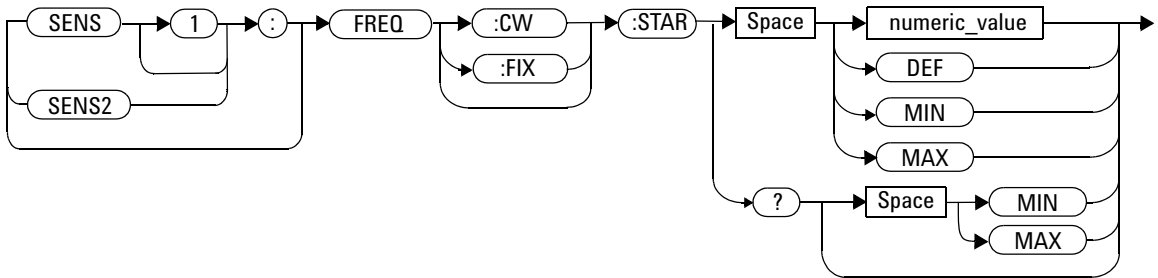 SENS 1 : FREQ :CW :STAR Space numeric_value
:FIX DEF
SENS2 MIN
MAX
? Space MIN
MAX